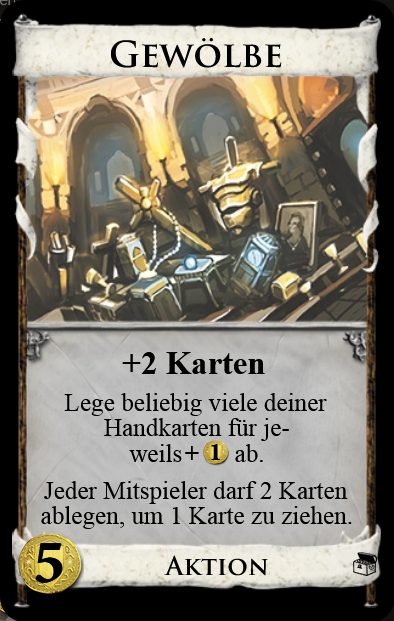 Gewölbe
+2 Karten
Lege beliebig viele deiner
Handkarten für je-
weils + 1 ab.
Jeder Mitspieler darf 2 Karten
ablegen, um 1 Karte zu ziehen.
5 Aktion